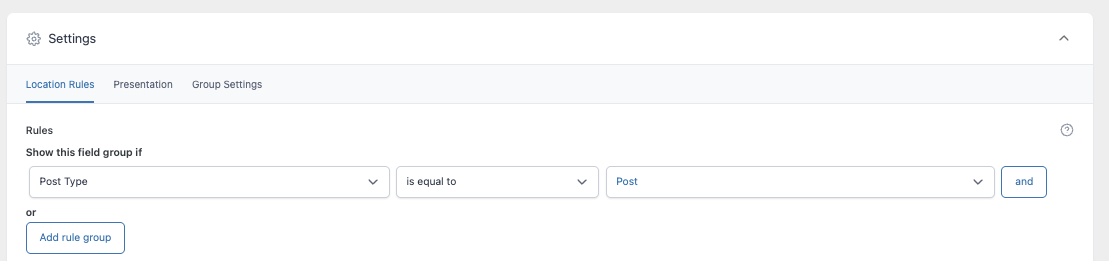 Settings
Location Rules Presentation Group Settings
Rules
Show this field group if
Post Type is equal to Post and
or
Add rule group